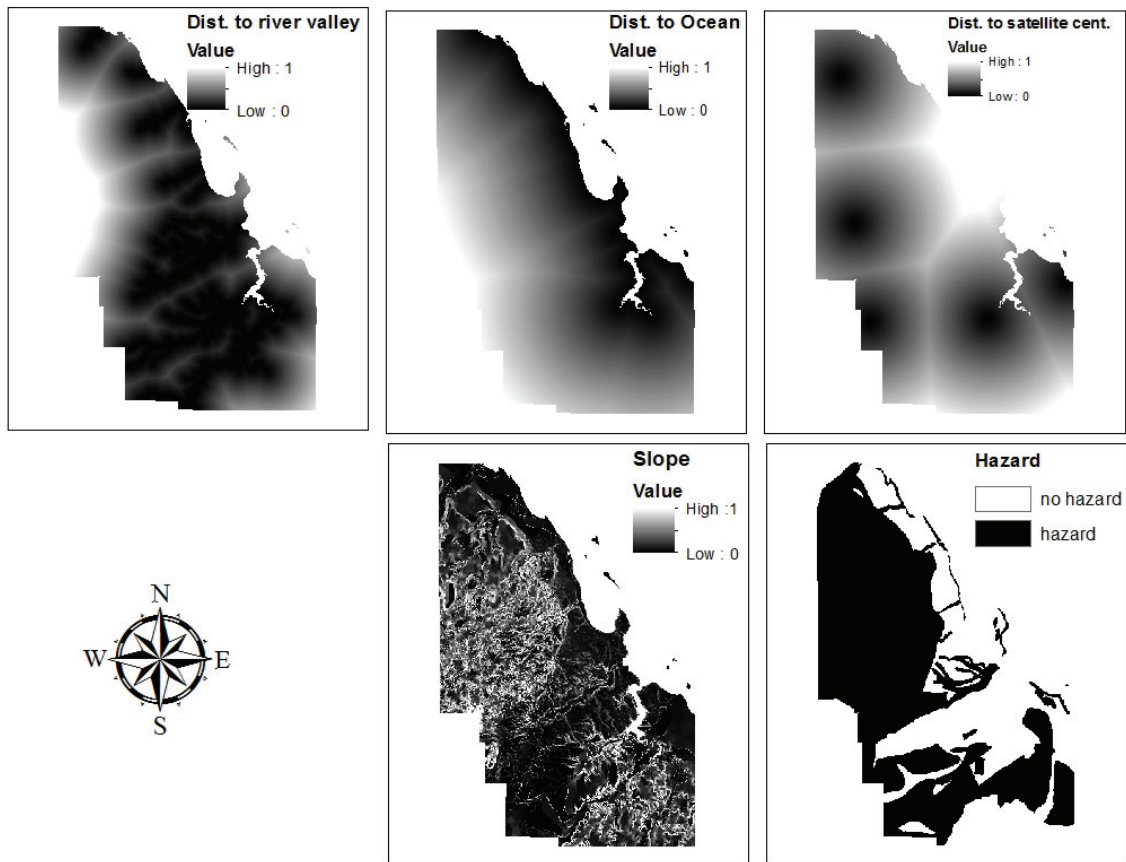 Dist. to river valley
Value
High : 1
Low : 0
Dist. to Ocean
Value
High : 1
Low : 0
Dist. to satellite cent.
Value
High : 1
Low : 0
N
W
E
S
Slope
Value
High :1
Low : 0
Hazard
no hazard
hazard